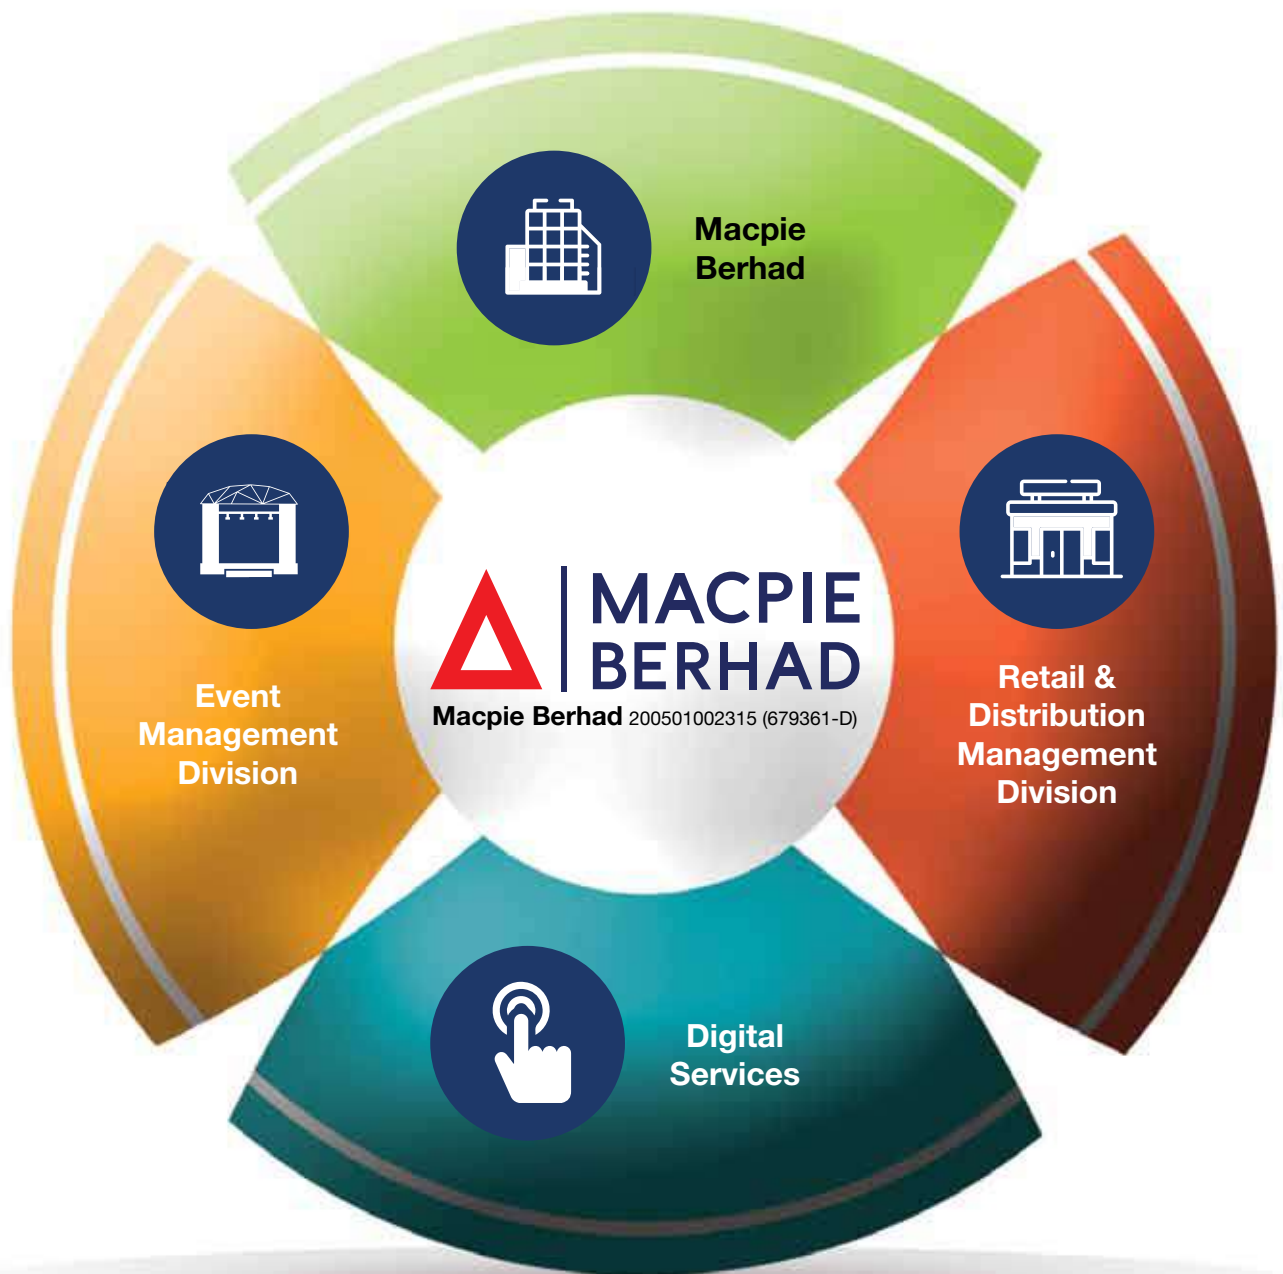 Macpie
Berhad
Event
Management
Division
MACPIE
BERHAD
Macpie Berhad 200501002315 (679361-D)
Retail &
Distribution
Management
Division
Digital
Services